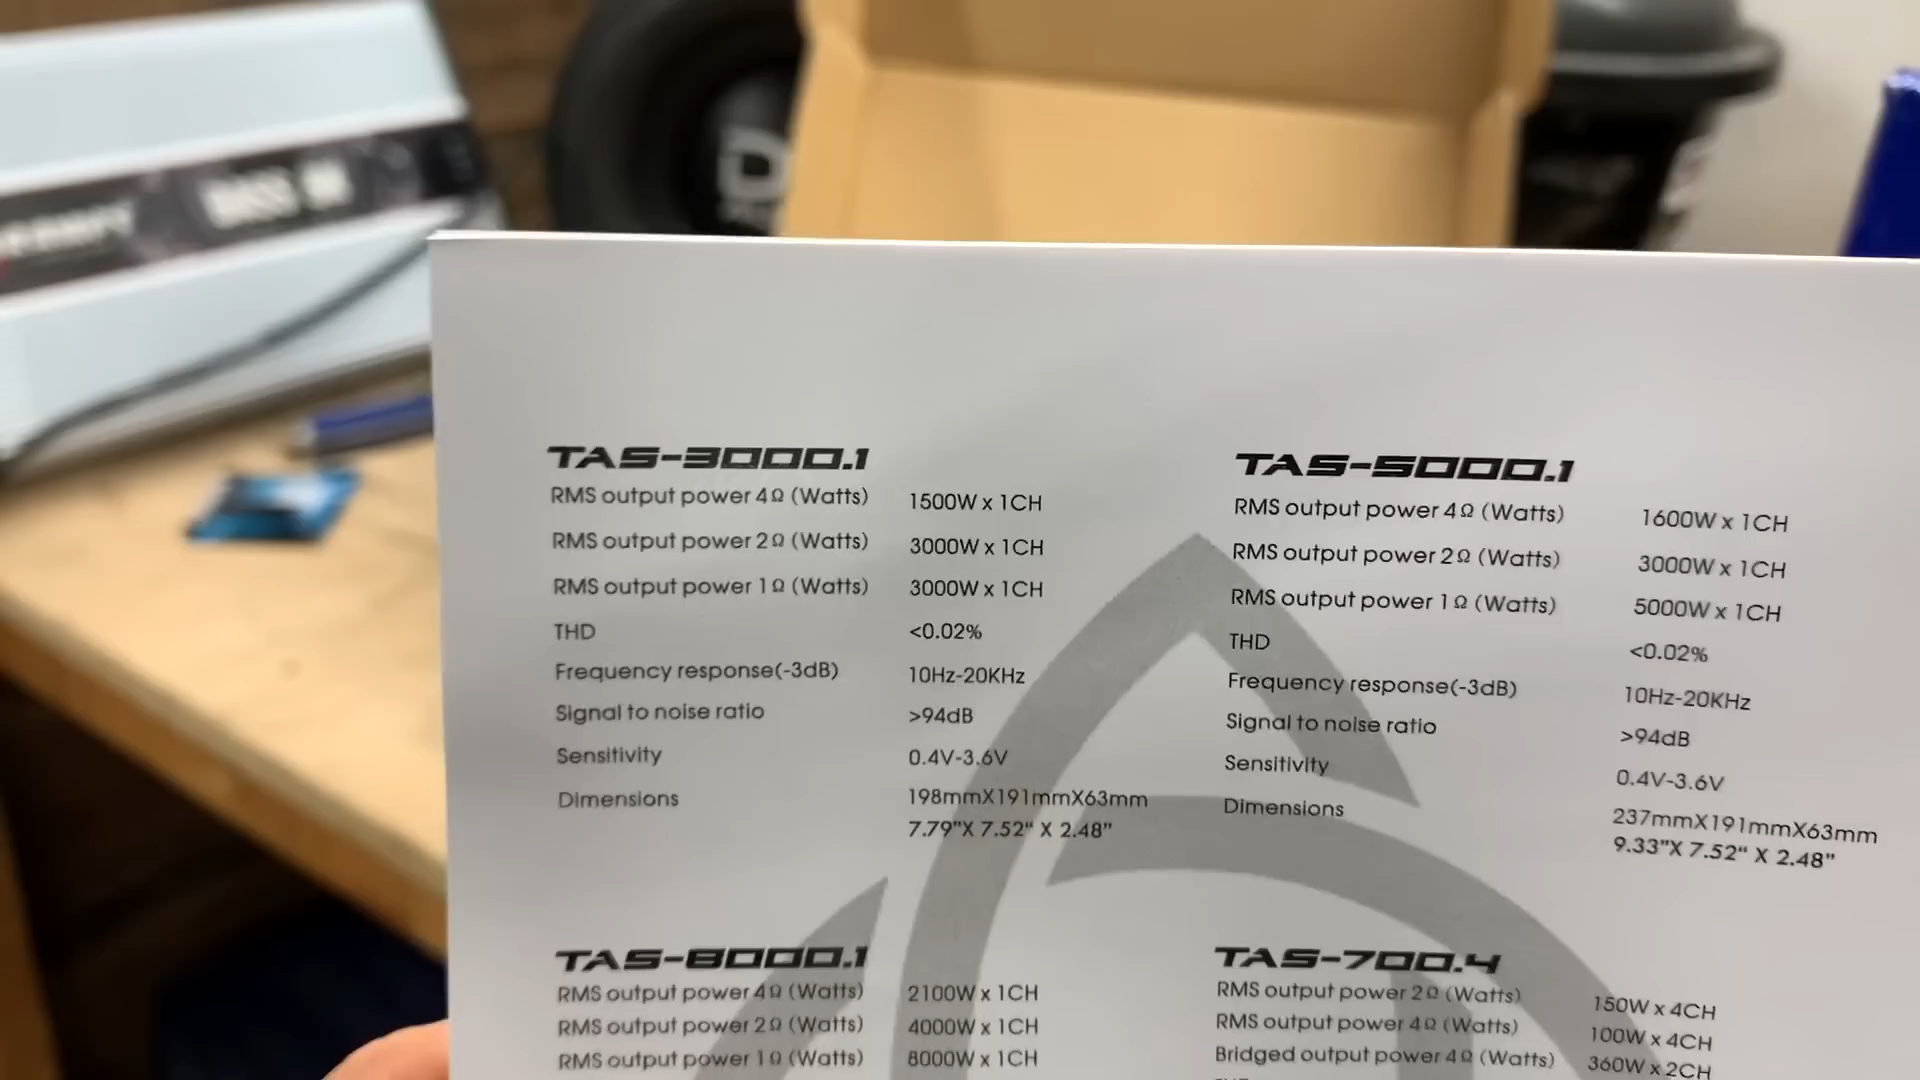 BASS 3K
TAS-3000.1
RMS output power 4Ω (Watts) 1500W x 1CH
RMS output power 2Ω (Watts) 3000W x 1CH
RMS output power 1Ω (Watts) 3000W x 1CH
THD <0.02%
Frequency response(-3dB) 10Hz-20KHz
Signal to noise ratio >94dB
Sensitivity 0.4V-3.6V
Dimensions 198mmX191mmX63mm
7.79"X 7.52" X 2.48"
TAS-5000.1
RMS output power 4Ω (Watts) 1600W x 1CH
RMS output power 2Ω (Watts) 3000W x 1CH
RMS output power 1Ω (Watts) 5000W x 1CH
THD <0.02%
Frequency response(-3dB) 10Hz-20KHz
Signal to noise ratio >94dB
Sensitivity 0.4V-3.6V
Dimensions 237mmX191mmX63mm
9.33"X 7.52" X 2.48"
TAS-8000.1
RMS output power 4Ω (Watts) 2100W x 1CH
RMS output power 2Ω (Watts) 4000W x 1CH
RMS output power 1Ω (Watts) 8000W x 1CH
TAS-700.4
RMS output power 2Ω (Watts) 150W x 4CH
RMS output power 4Ω (Watts) 100W x 4CH
Bridged output power 4Ω (Watts) 360W x 2CH